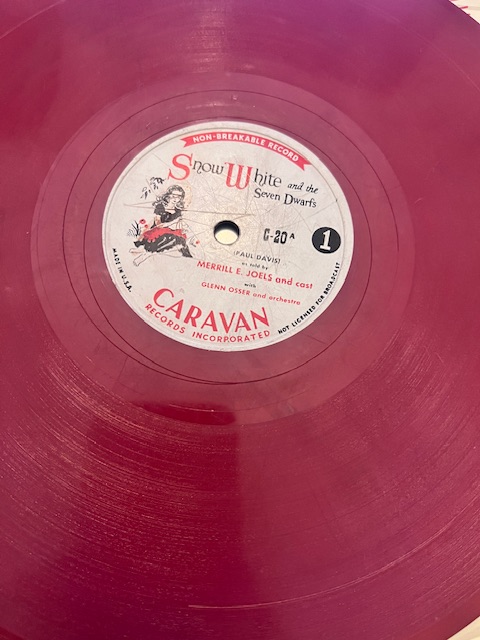 NON-BREAKABLE RECORD
Snow White and the
Seven Dwarfs
C-20 A
1
(PAUL DAVIS)
as told by
MERRILL E. JOELS and cast
with
GLENN OSSER and orchestra
CARAVAN
RECORDS INCORPORATED
MADE IN U.S.A.
NOT LICENSED FOR BROADCAST